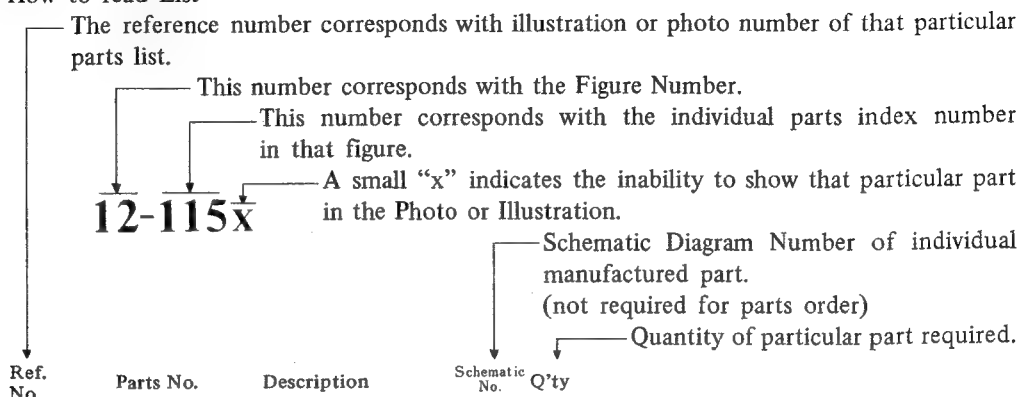 How to read List
The reference number corresponds with illustration or photo number of that particular
parts list.
This number corresponds with the Figure Number.
This number corresponds with the individual parts index number
in that figure.
A small “x” indicates the inability to show that particular part
in the Photo or Illustration.
12-115x
Schematic Diagram Number of individual
manufactured part.
(not required for parts order)
Quantity of particular part required.
Ref. No. Parts No. Description Schematic No. Q'ty